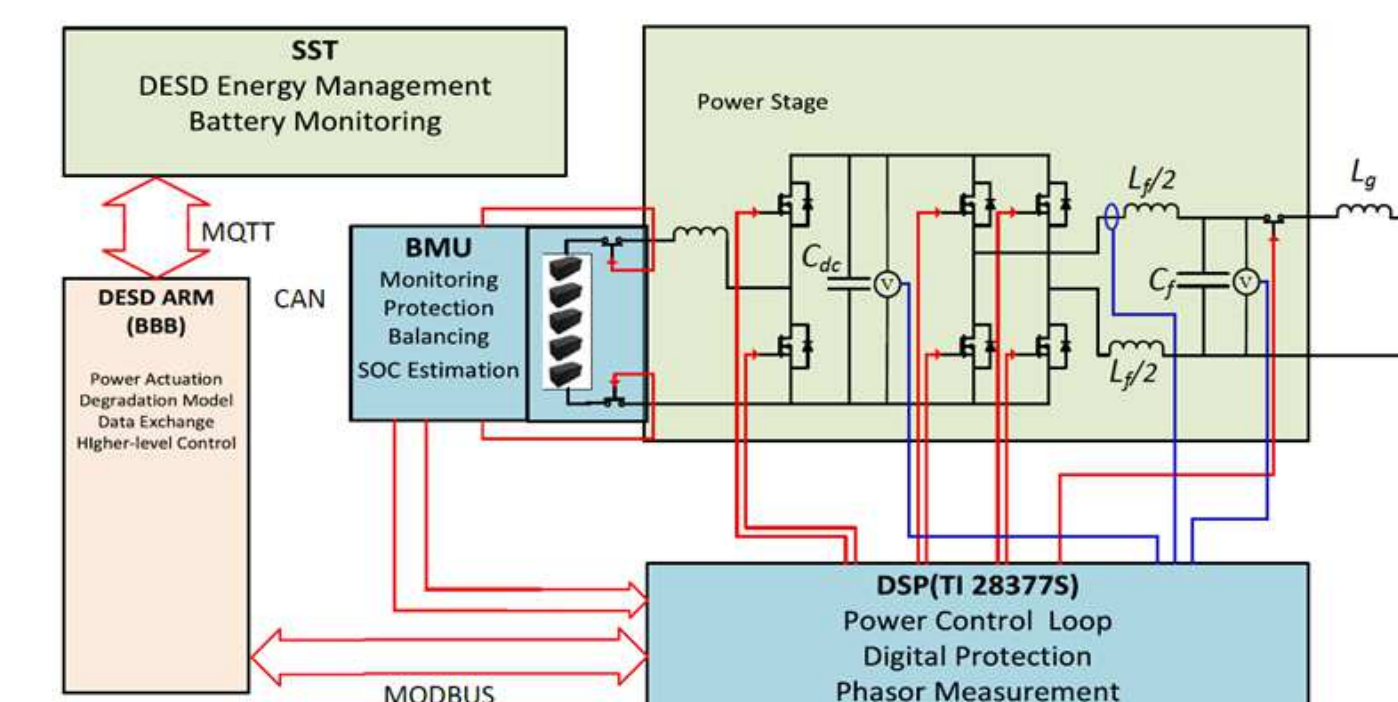 SST
DESD Energy Management
Battery Monitoring
MQTT
DESD ARM
(BBB)
Power Actuation
Degradation Model
Data Exchange
HIgher-level Control
CAN
BMU
Monitoring
Protection
Balancing
SOC Estimation
Power Stage
Cdc
V
Lf/2
Lf/2
Cf
V
Lg
DSP(TI 28377S)
Power Control Loop
Digital Protection
Phasor Measurement
MODBUS